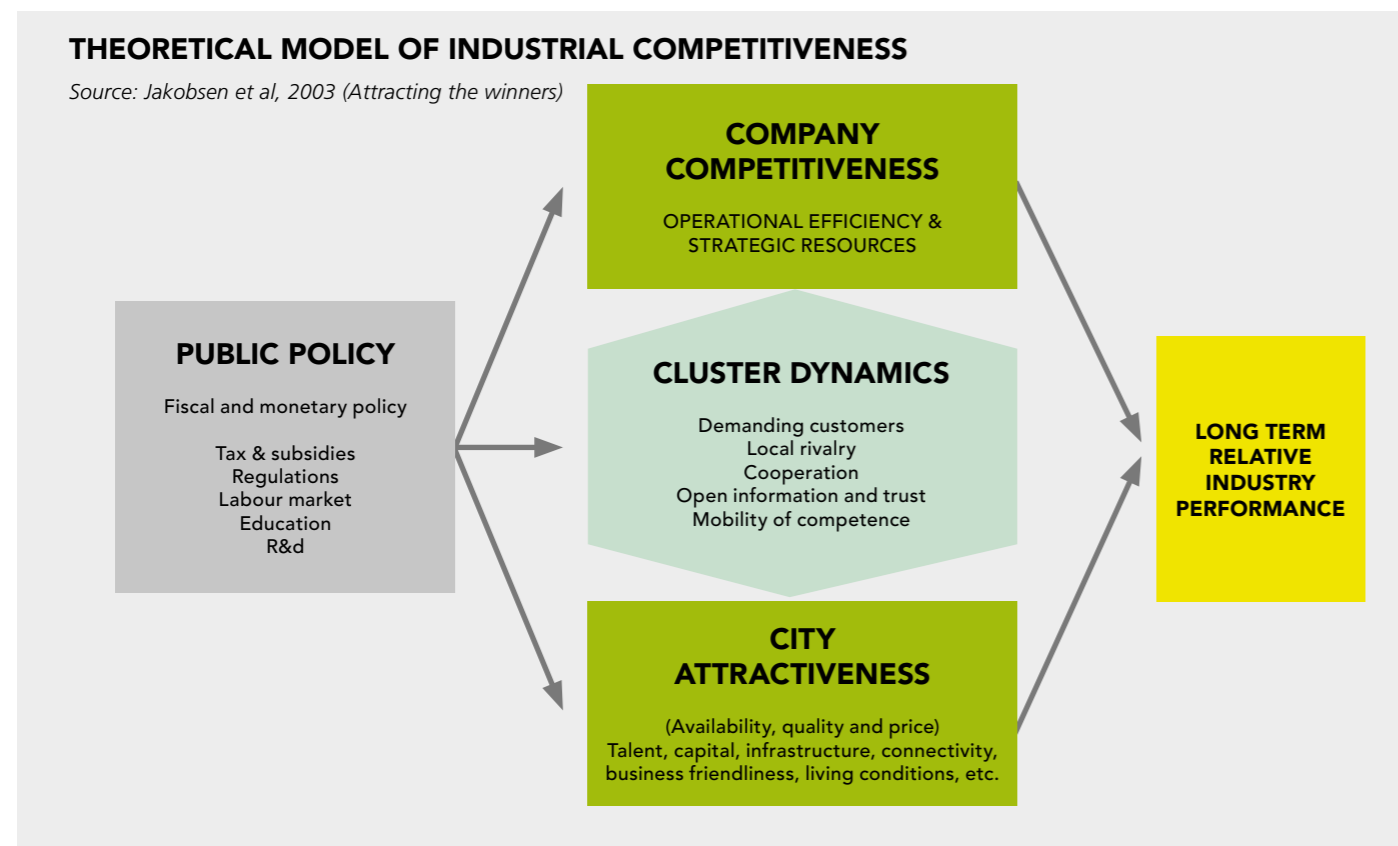 THEORETICAL MODEL OF INDUSTRIAL COMPETITIVENESS
Source: Jakobsen et al, 2003 (Attracting the winners)
COMPANY
COMPETITIVENESS
OPERATIONAL EFFICIENCY &
STRATEGIC RESOURCES
PUBLIC POLICY
Fiscal and monetary policy
Tax & subsidies
Regulations
Labour market
Education
R&d
CLUSTER DYNAMICS
Demanding customers
Local rivalry
Cooperation
Open information and trust
Mobility of competence
CITY
ATTRACTIVENESS
(Availability, quality and price)
Talent, capital, infrastructure, connectivity,
business friendliness, living conditions, etc.
LONG TERM
RELATIVE
INDUSTRY
PERFORMANCE